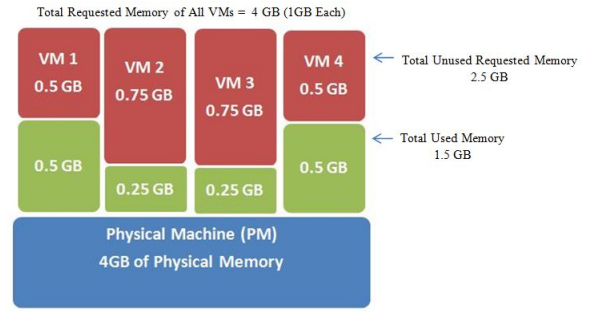 Total Requested Memory of All VMs = 4 GB (1GB Each)
VM 1
0.5 GB
VM 2
0.75 GB
VM 3
0.75 GB
VM 4
0.5 GB
Total Unused Requested Memory
2.5 GB
0.5 GB
0.25 GB
0.25 GB
0.5 GB
Total Used Memory
1.5 GB
Physical Machine (PM)
4GB of Physical Memory